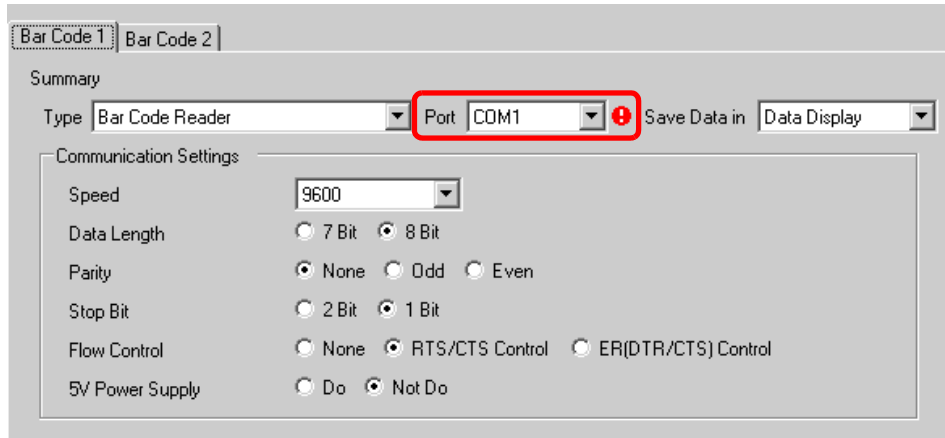 Bar Code 1 Bar Code 2
Summary
Type Bar Code Reader Port COM1 Save Data in Data Display
Communication Settings
Speed 9600
Data Length 7 Bit 8 Bit
Parity None Odd Even
Stop Bit 2 Bit 1 Bit
Flow Control None RTS/CTS Control ER(DTR/CTS) Control
5V Power Supply Do Not Do